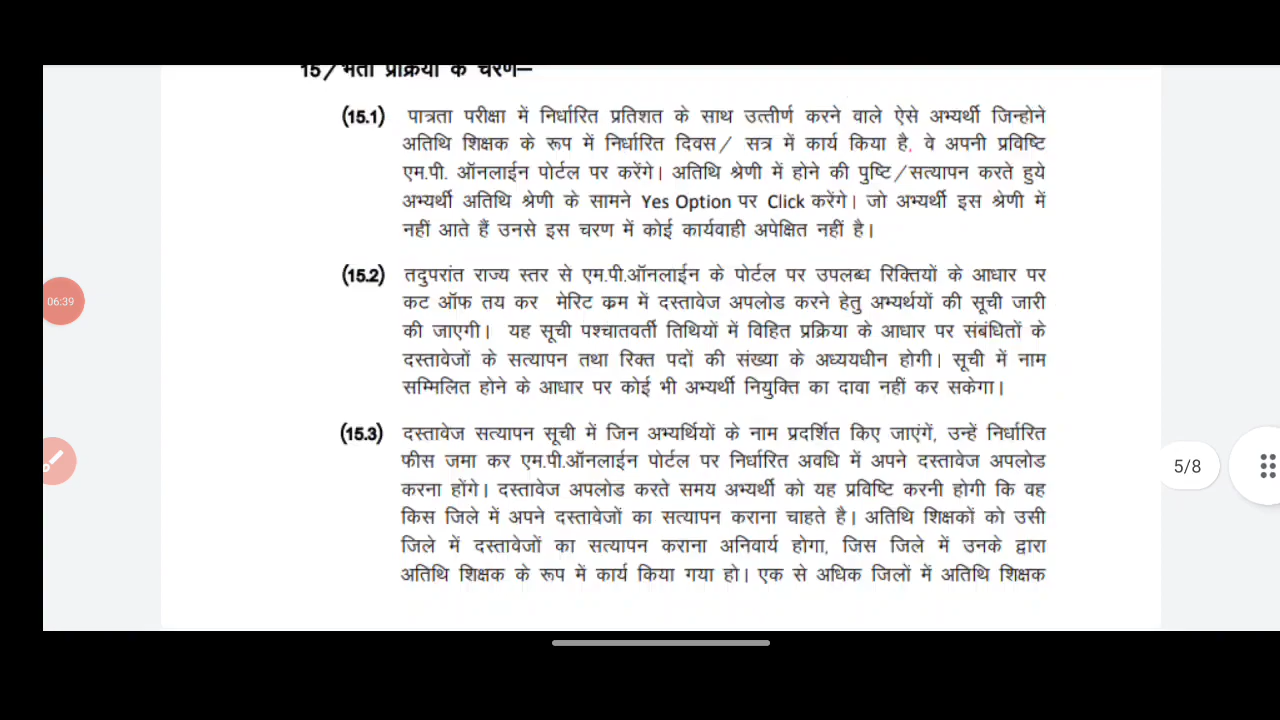 15/ भर्ती प्रक्रिया के चरण—
(15.1) पात्रता परीक्षा में निर्धारित प्रतिशत के साथ उत्तीर्ण करने वाले ऐसे अभ्यर्थी जिन्होने
अतिथि शिक्षक के रूप में निर्धारित दिवस/ सत्र में कार्य किया है, वे अपनी प्रविष्टि
एम.पी. ऑनलाईन पोर्टल पर करेंगे। अतिथि श्रेणी में होने की पुष्टि/सत्यापन करते हुये
अभ्यर्थी अतिथि श्रेणी के सामने Yes Option पर Click करेंगे। जो अभ्यर्थी इस श्रेणी में
नहीं आते हैं उनसे इस चरण में कोई कार्यवाही अपेक्षित नहीं है।
(15.2) तदुपरांत राज्य स्तर से एम.पी.ऑनलाईन के पोर्टल पर उपलब्ध रिक्तियों के आधार पर
कट ऑफ तय कर मेरिट क्रम में दस्तावेज अपलोड करने हेतु अभ्यर्थयों की सूची जारी
की जाएगी। यह सूची पश्चातवर्ती तिथियों में विहित प्रक्रिया के आधार पर संबंधितों के
दस्तावेजों के सत्यापन तथा रिक्त पदों की संख्या के अध्ययधीन होगी। सूची में नाम
सम्मिलित होने के आधार पर कोई भी अभ्यर्थी नियुक्ति का दावा नहीं कर सकेगा।
06:39
(15.3) दस्तावेज सत्यापन सूची में जिन अभ्यर्थियों के नाम प्रदर्शित किए जाएंगें, उन्हें निर्धारित
फीस जमा कर एम.पी.ऑनलाईन पोर्टल पर निर्धारित अवधि में अपने दस्तावेज अपलोड
करना होंगे। दस्तावेज अपलोड करते समय अभ्यर्थी को यह प्रविष्टि करनी होगी कि वह
किस जिले में अपने दस्तावेजों का सत्यापन कराना चाहते है। अतिथि शिक्षकों को उसी
जिले में दस्तावेजों का सत्यापन कराना अनिवार्य होगा, जिस जिले में उनके द्वारा
अतिथि शिक्षक के रूप में कार्य किया गया हो। एक से अधिक जिलों में अतिथि शिक्षक
5/8